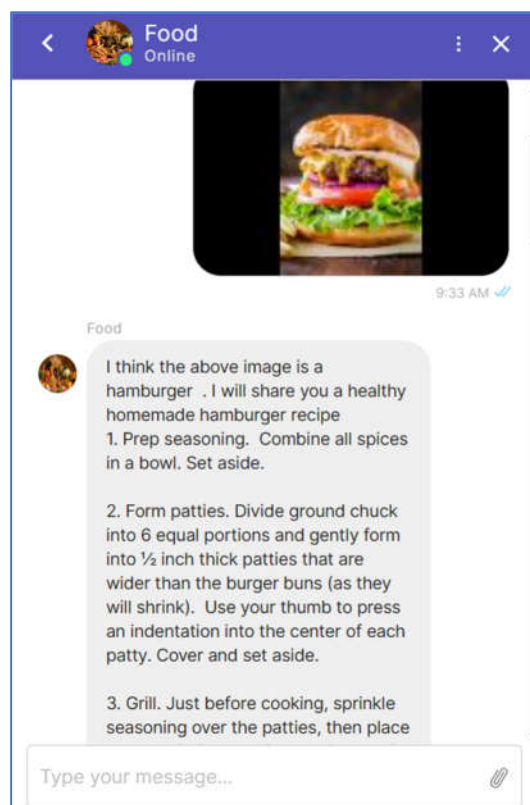 Food
Online
9:33 AM
Food
I think the above image is a
hamburger  . I will share you a healthy
homemade hamburger recipe
1. Prep seasoning.  Combine all spices
in a bowl. Set aside.
2. Form patties. Divide ground chuck
into 6 equal portions and gently form
into ½ inch thick patties that are
wider than the burger buns (as they
will shrink).  Use your thumb to press
an indentation into the center of each
patty. Cover and set aside.
3. Grill. Just before cooking, sprinkle
seasoning over the patties, then place
Type your message...